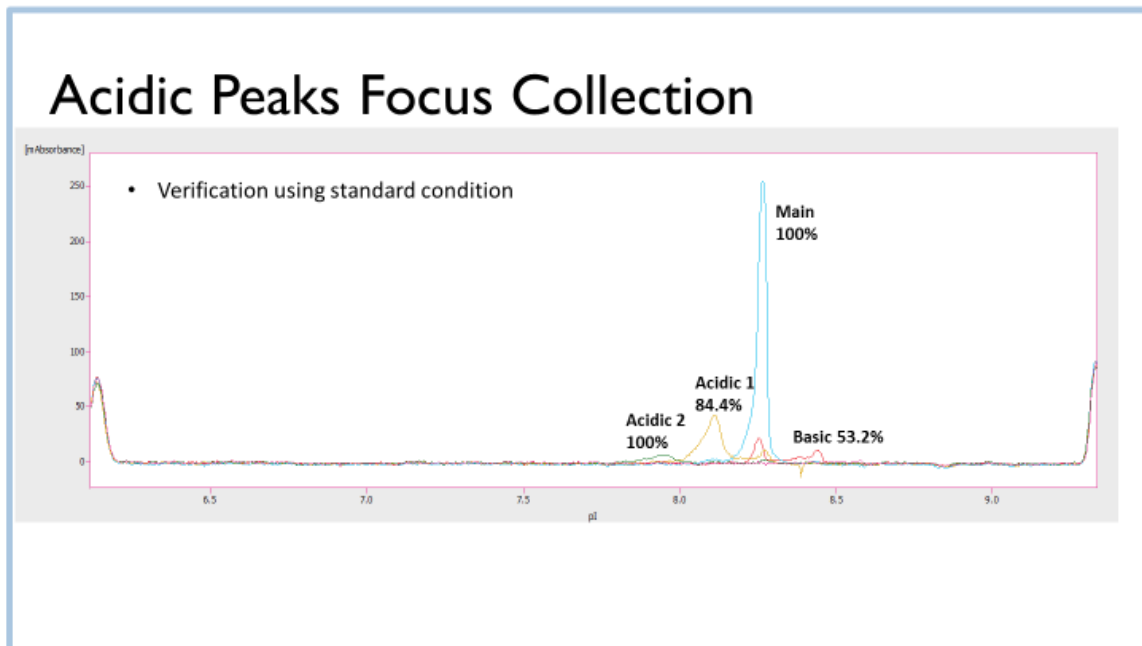 Acidic Peaks Focus Collection
[mAbsorbance]
• Verification using standard condition
250
200
150
100
50
0
Main
100%
Acidic 1
84.4%
Acidic 2
100%
Basic 53.2%
6.5
7.0
7.5
8.0
8.5
9.0
pI